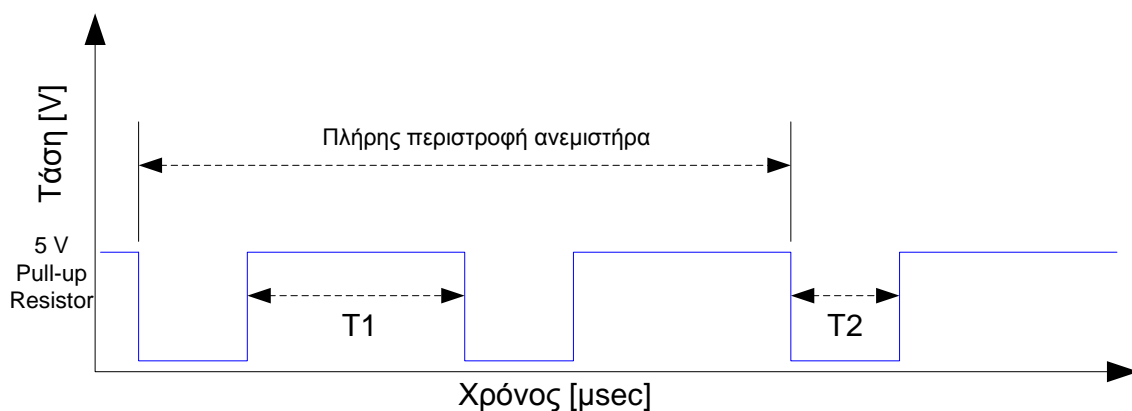 Τάση [V]
Πλήρης περιστροφή ανεμιστήρα
5 V
Pull-up
Resistor
T1
T2
Χρόνος [μsec]